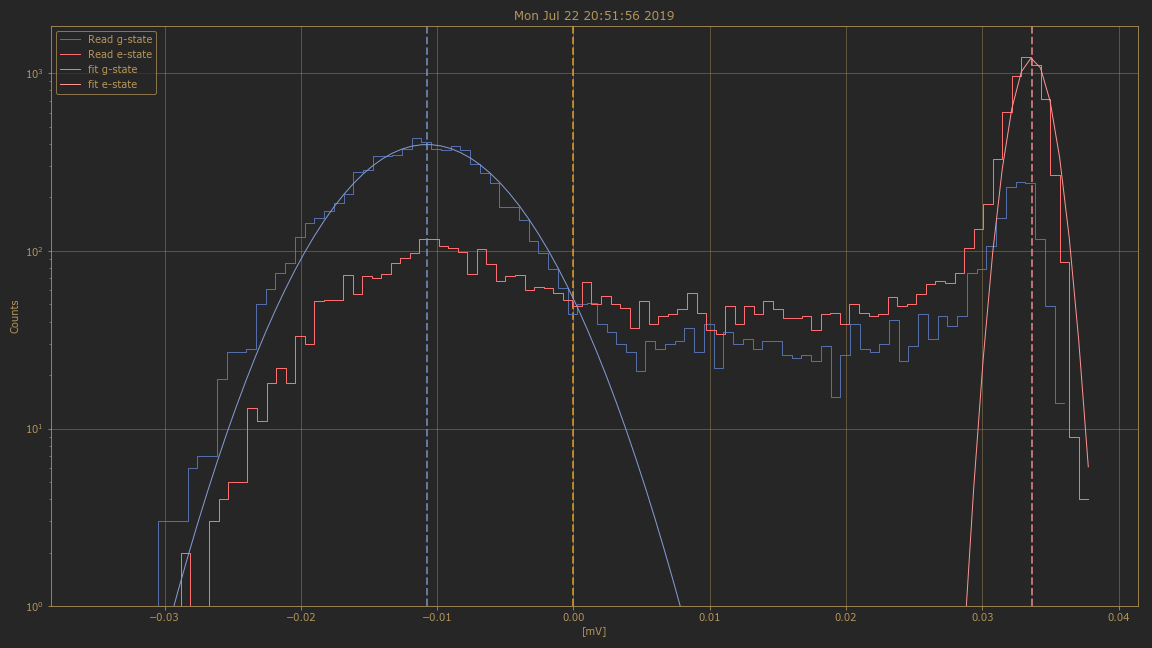 Mon Jul 22 20:51:56 2019
Read g-state
Read e-state
fit g-state
fit e-state
Counts
10³
10²
10¹
10⁰
−0.03 −0.02 −0.01 0.00 0.01 0.02 0.03 0.04
[mV]